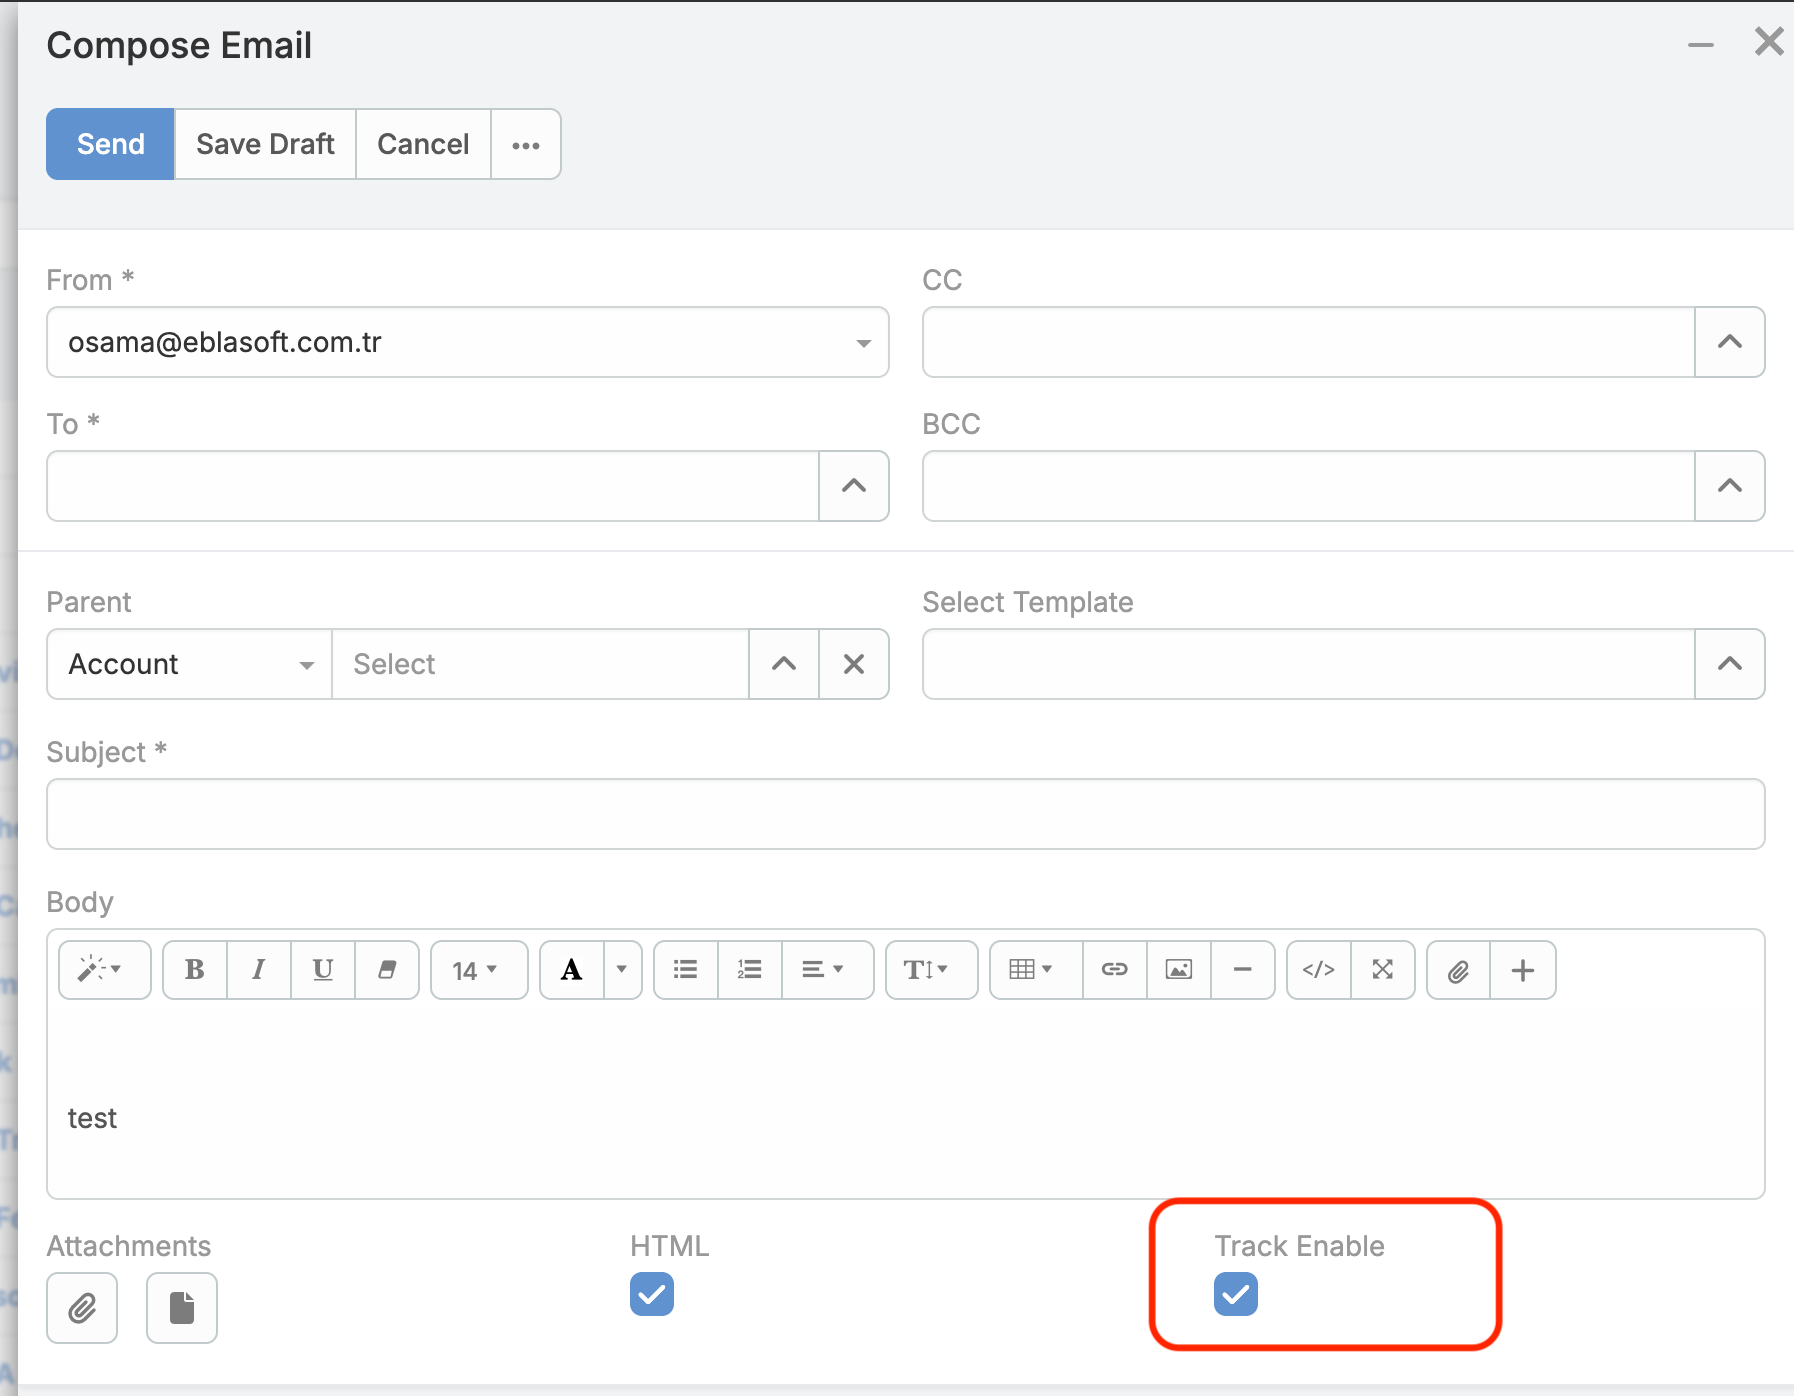 Compose Email
Send
Save Draft
Cancel
From *
CC
osama@eblasoft.com.tr
To *
BCC
Parent
Select Template
Account
Select
Subject *
Body
B
I
U
14
A
T
</>
test
Attachments
HTML
Track Enable